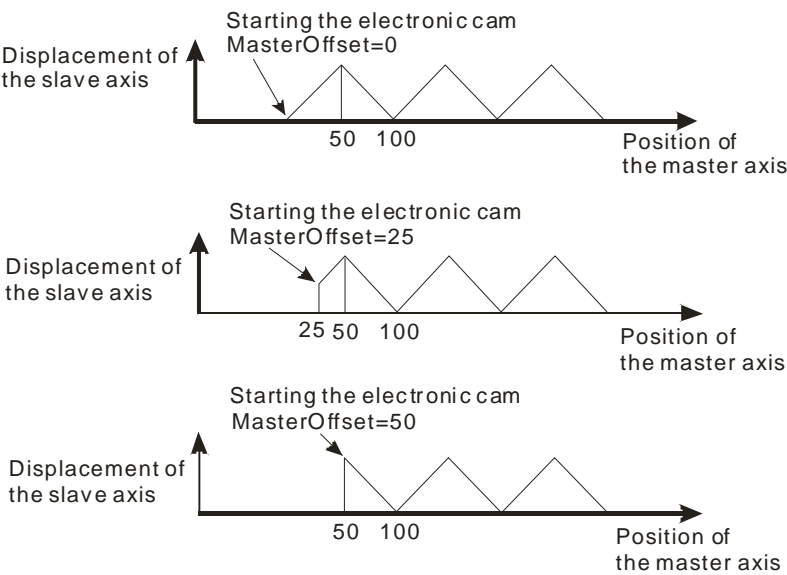 Starting the electronic cam
MasterOffset=0
Displacement of
the slave axis
50 100
Position of
the master axis
Starting the electronic cam
MasterOffset=25
Displacement of
the slave axis
25 50 100
Position of
the master axis
Starting the electronic cam
MasterOffset=50
Displacement of
the slave axis
50 100
Position of
the master axis